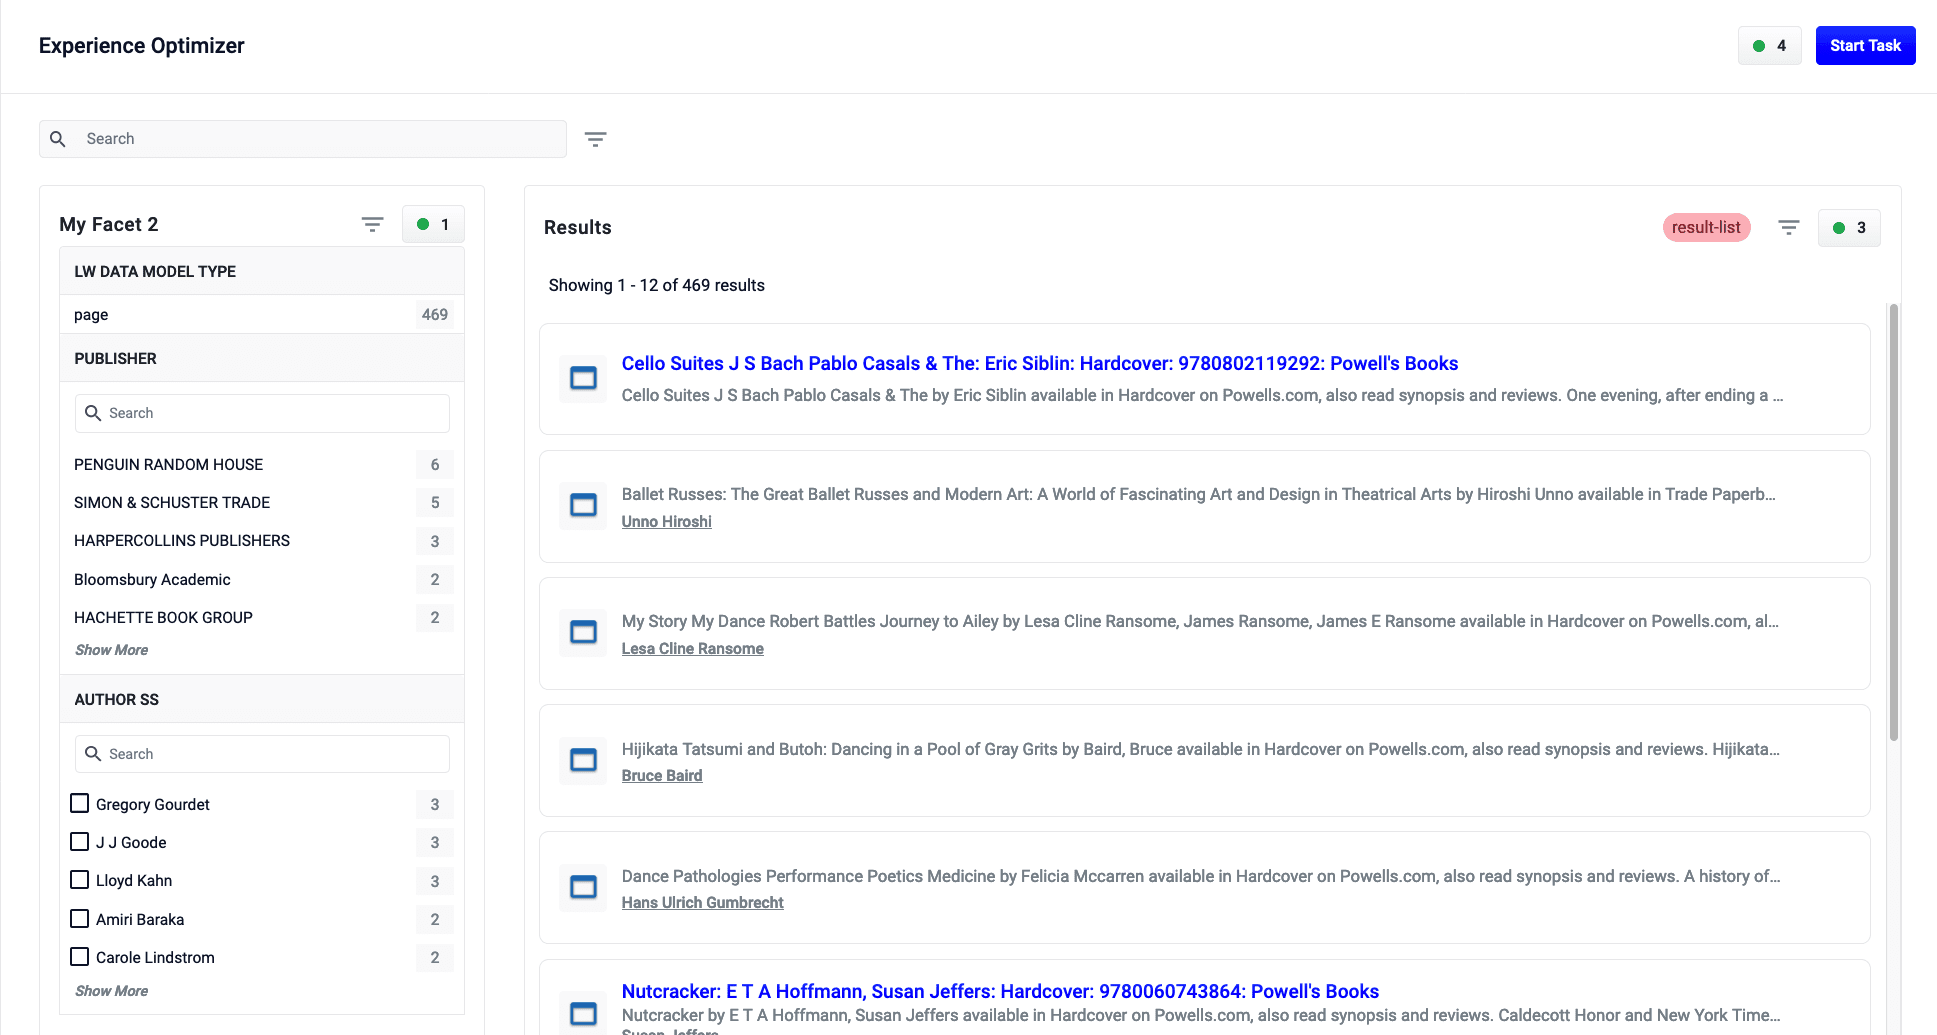 Experience Optimizer
4
Start Task
Search
My Facet 2
1
LW DATA MODEL TYPE
page 469
PUBLISHER
Search
PENGUIN RANDOM HOUSE 6
SIMON & SCHUSTER TRADE 5
HARPERCOLLINS PUBLISHERS 3
Bloomsbury Academic 2
HACHETTE BOOK GROUP 2
Show More
AUTHOR SS
Search
Gregory Gourdet 3
J J Goode 3
Lloyd Kahn 3
Amiri Baraka 2
Carole Lindstrom 2
Show More
Results
result-list
3
Showing 1 - 12 of 469 results
Cello Suites J S Bach Pablo Casals & The: Eric Siblin: Hardcover: 9780802119292: Powell's Books
Cello Suites J S Bach Pablo Casals & The by Eric Siblin available in Hardcover on Powells.com, also read synopsis and reviews. One evening, after ending a ...
Ballet Russes: The Great Ballet Russes and Modern Art: A World of Fascinating Art and Design in Theatrical Arts by Hiroshi Unno available in Trade Paperb...
Unno Hiroshi
My Story My Dance Robert Battles Journey to Ailey by Lesa Cline Ransome, James Ransome, James E Ransome available in Hardcover on Powells.com, al...
Lesa Cline Ransome
Hijikata Tatsumi and Butoh: Dancing in a Pool of Gray Grits by Baird, Bruce available in Hardcover on Powells.com, also read synopsis and reviews. Hijikata...
Bruce Baird
Dance Pathologies Performance Poetics Medicine by Felicia Mccarren available in Hardcover on Powells.com, also read synopsis and reviews. A history of...
Hans Ulrich Gumbrecht
Nutcracker: E T A Hoffmann, Susan Jeffers: Hardcover: 9780060743864: Powell's Books
Nutcracker by E T A Hoffmann, Susan Jeffers available in Hardcover on Powells.com, also read synopsis and reviews. Caldecott Honor and New York Time...
Susan Jeffers